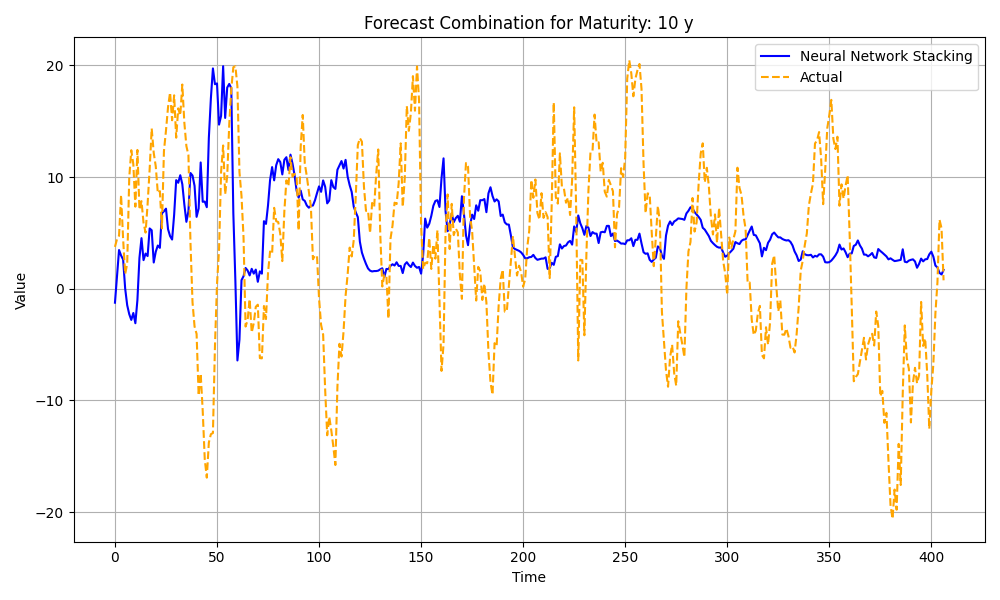 Forecast Combination for Maturity: 10 y
Neural Network Stacking
Actual
Value
20
10
0
−10
−20
0 50 100 150 200 250 300 350 400
Time